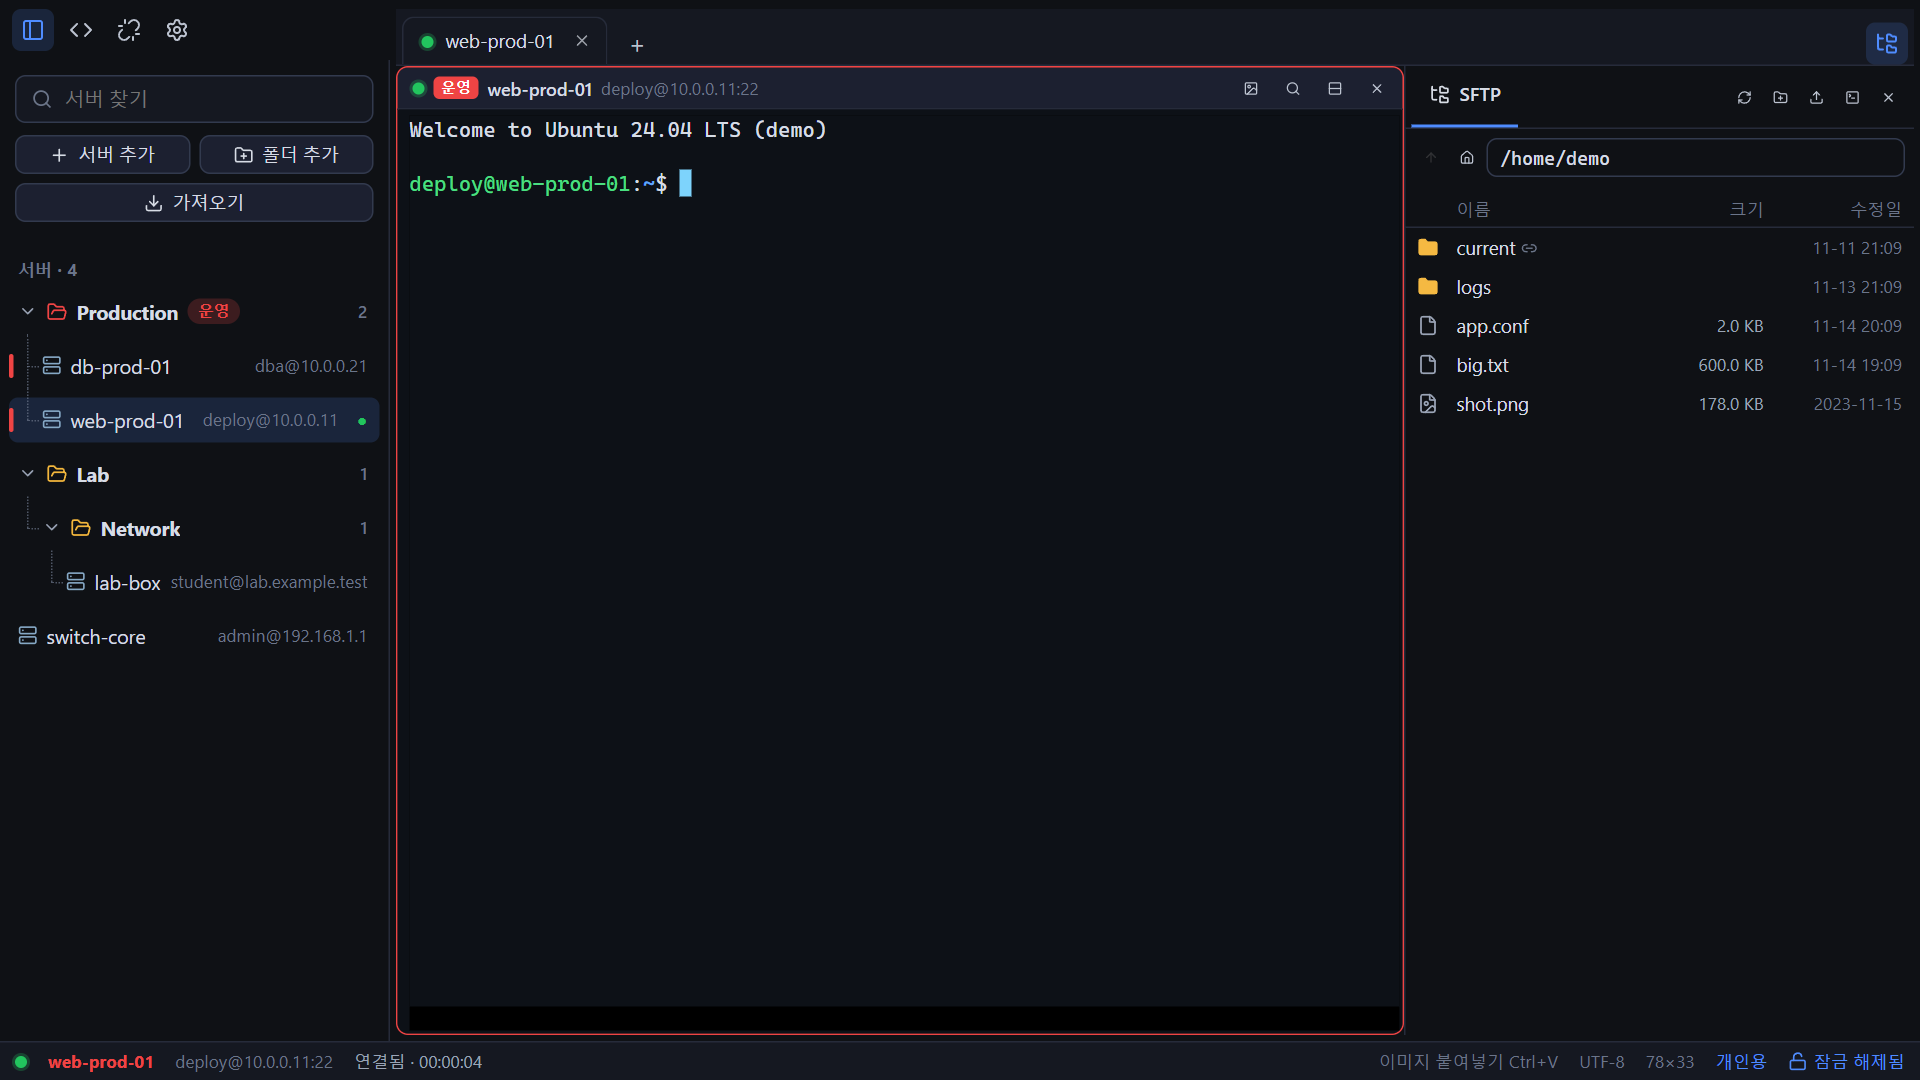 서버 찾기
+ 서버 추가
폴더 추가
가져오기
서버 · 4
Production 운영 2
db-prod-01 dba@10.0.0.21
web-prod-01 deploy@10.0.0.11
Lab 1
Network 1
lab-box student@lab.example.test
switch-core admin@192.168.1.1
web-prod-01
운영 web-prod-01 deploy@10.0.0.11:22
Welcome to Ubuntu 24.04 LTS (demo)
deploy@web-prod-01:~$
SFTP
/home/demo
이름 크기 수정일
current 11-11 21:09
logs 11-13 21:09
app.conf 2.0 KB 11-14 20:09
big.txt 600.0 KB 11-14 19:09
shot.png 178.0 KB 2023-11-15
web-prod-01 deploy@10.0.0.11:22 연결됨 · 00:00:04
이미지 붙여넣기 Ctrl+V UTF-8 78×33 개인용 잠금 해제됨